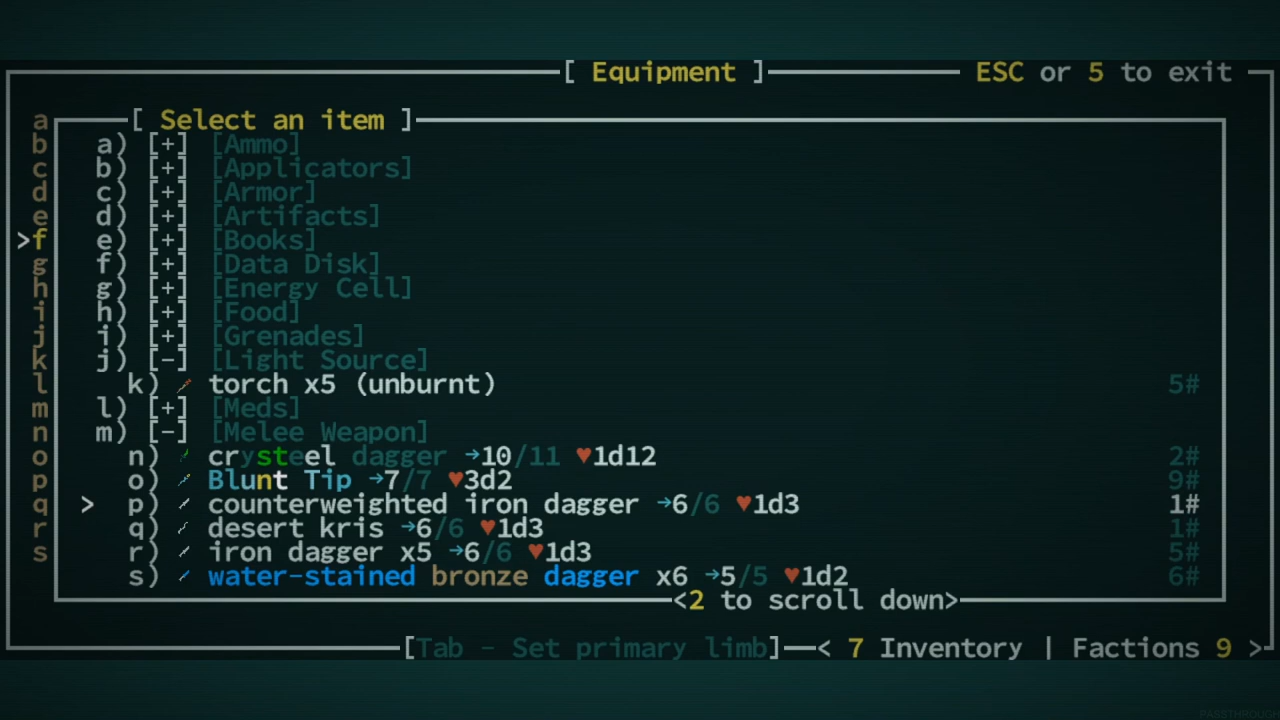 [ Equipment ] ESC or 5 to exit
a [ Select an item ]
b a) [+] [Ammo]
c b) [+] [Applicators]
d c) [+] [Armor]
e d) [+] [Artifacts]
>f e) [+] [Books]
g f) [+] [Data Disk]
h g) [+] [Energy Cell]
i h) [+] [Food]
j i) [+] [Grenades]
k j) [-] [Light Source]
l k) torch x5 (unburnt) 5#
m l) [+] [Meds]
n m) [-] [Melee Weapon]
o n) crysteel dagger →10/11 ♥1d12 2#
p o) Blunt Tip →7/7 ♥3d2 9#
q > p) counterweighted iron dagger →6/6 ♥1d3 1#
r q) desert kris →6/6 ♥1d3 1#
s r) iron dagger x5 →6/6 ♥1d3 5#
s) water-stained bronze dagger x6 →5/5 ♥1d2 6#
<2 to scroll down>
[Tab - Set primary limb] < 7 Inventory | Factions 9 >